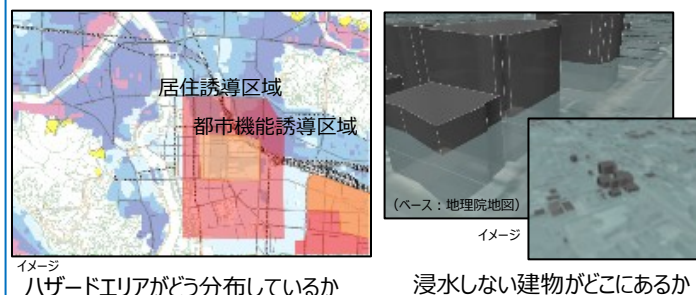 居住誘導区域
都市機能誘導区域
(ベース:地理院地図)
イメージ
イメージ
ハザードエリアがどう分布しているか
浸水しない建物がどこにあるか